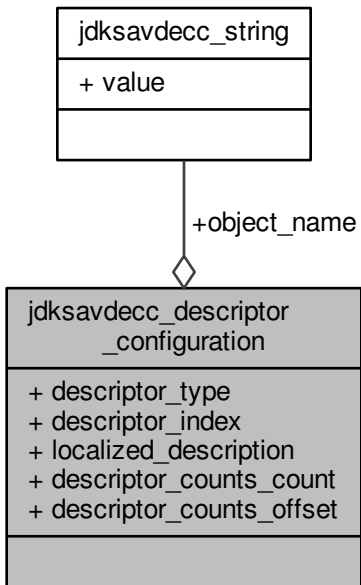 jdksavdecc_string
+ value
+object_name
jdksavdecc_descriptor
_configuration
+ descriptor_type
+ descriptor_index
+ localized_description
+ descriptor_counts_count
+ descriptor_counts_offset